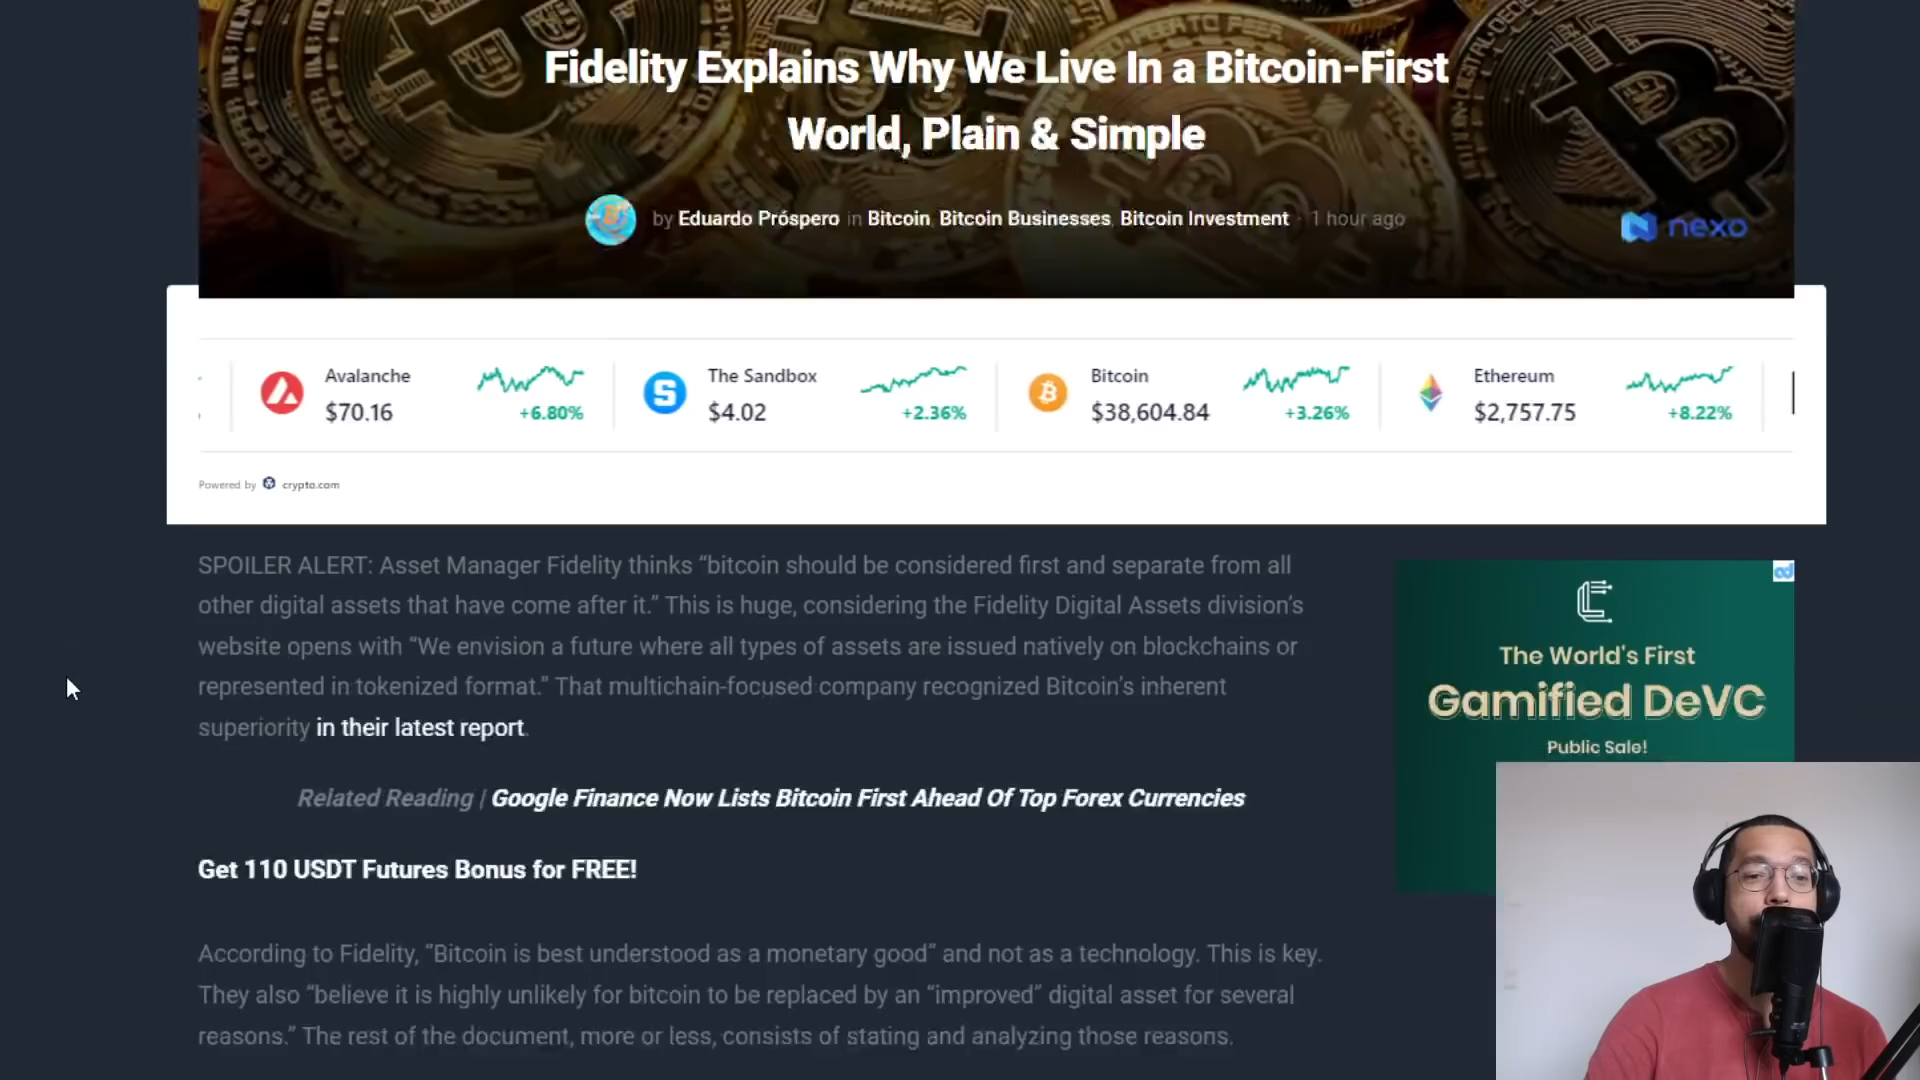 Fidelity Explains Why We Live In a Bitcoin-First
World, Plain & Simple
by Eduardo Próspero in Bitcoin, Bitcoin Businesses, Bitcoin Investment · 1 hour ago
nexo
Avalanche
$70.16
+6.80%
The Sandbox
$4.02
+2.36%
Bitcoin
$38,604.84
+3.26%
Ethereum
$2,757.75
+8.22%
Powered by crypto.com
SPOILER ALERT: Asset Manager Fidelity thinks “bitcoin should be considered first and separate from all
other digital assets that have come after it.” This is huge, considering the Fidelity Digital Assets division’s
website opens with “We envision a future where all types of assets are issued natively on blockchains or
represented in tokenized format.” That multichain-focused company recognized Bitcoin’s inherent
superiority in their latest report.
Related Reading | Google Finance Now Lists Bitcoin First Ahead Of Top Forex Currencies
Get 110 USDT Futures Bonus for FREE!
According to Fidelity, “Bitcoin is best understood as a monetary good” and not as a technology. This is key.
They also “believe it is highly unlikely for bitcoin to be replaced by an “improved” digital asset for several
reasons.” The rest of the document, more or less, consists of stating and analyzing those reasons.
ad
The World's First
Gamified DeVC
Public Sale!